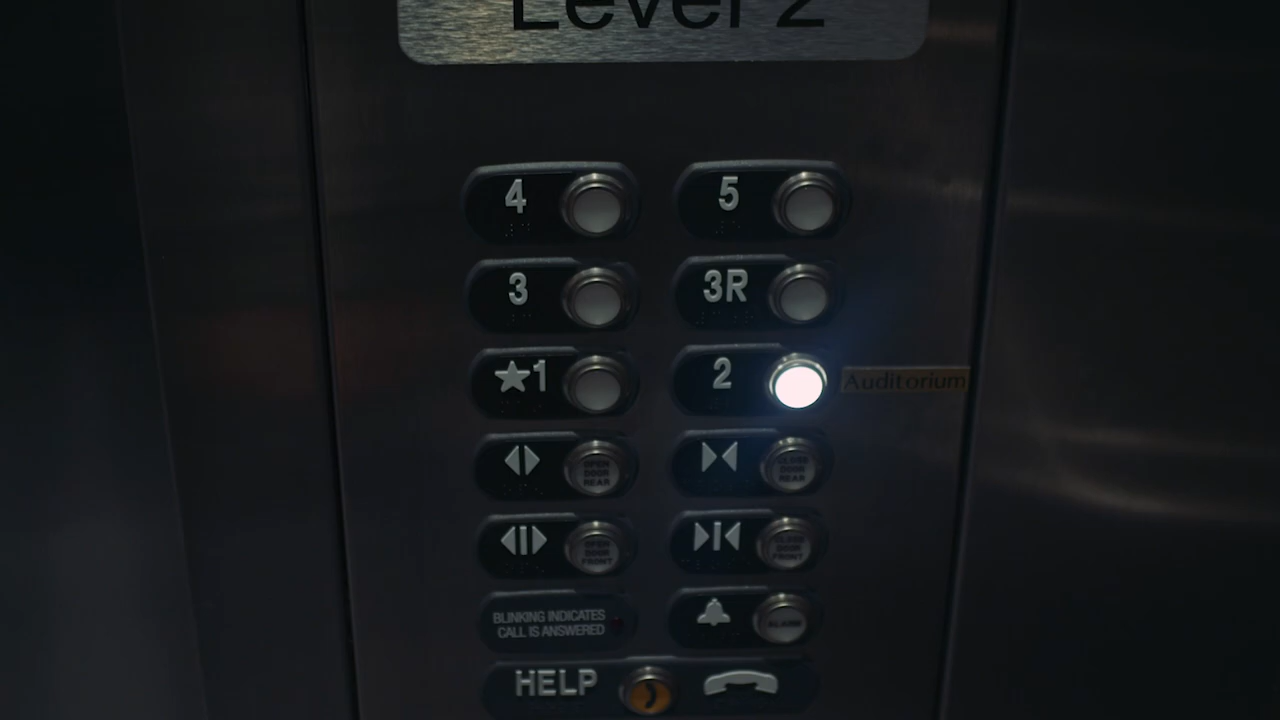 Level 2
4
5
3
3R
★1
2
Auditorium
OPEN
DOOR
REAR
CLOSE
DOOR
REAR
OPEN
DOOR
FRONT
CLOSE
DOOR
FRONT
BLINKING INDICATES
CALL IS ANSWERED
ALARM
HELP